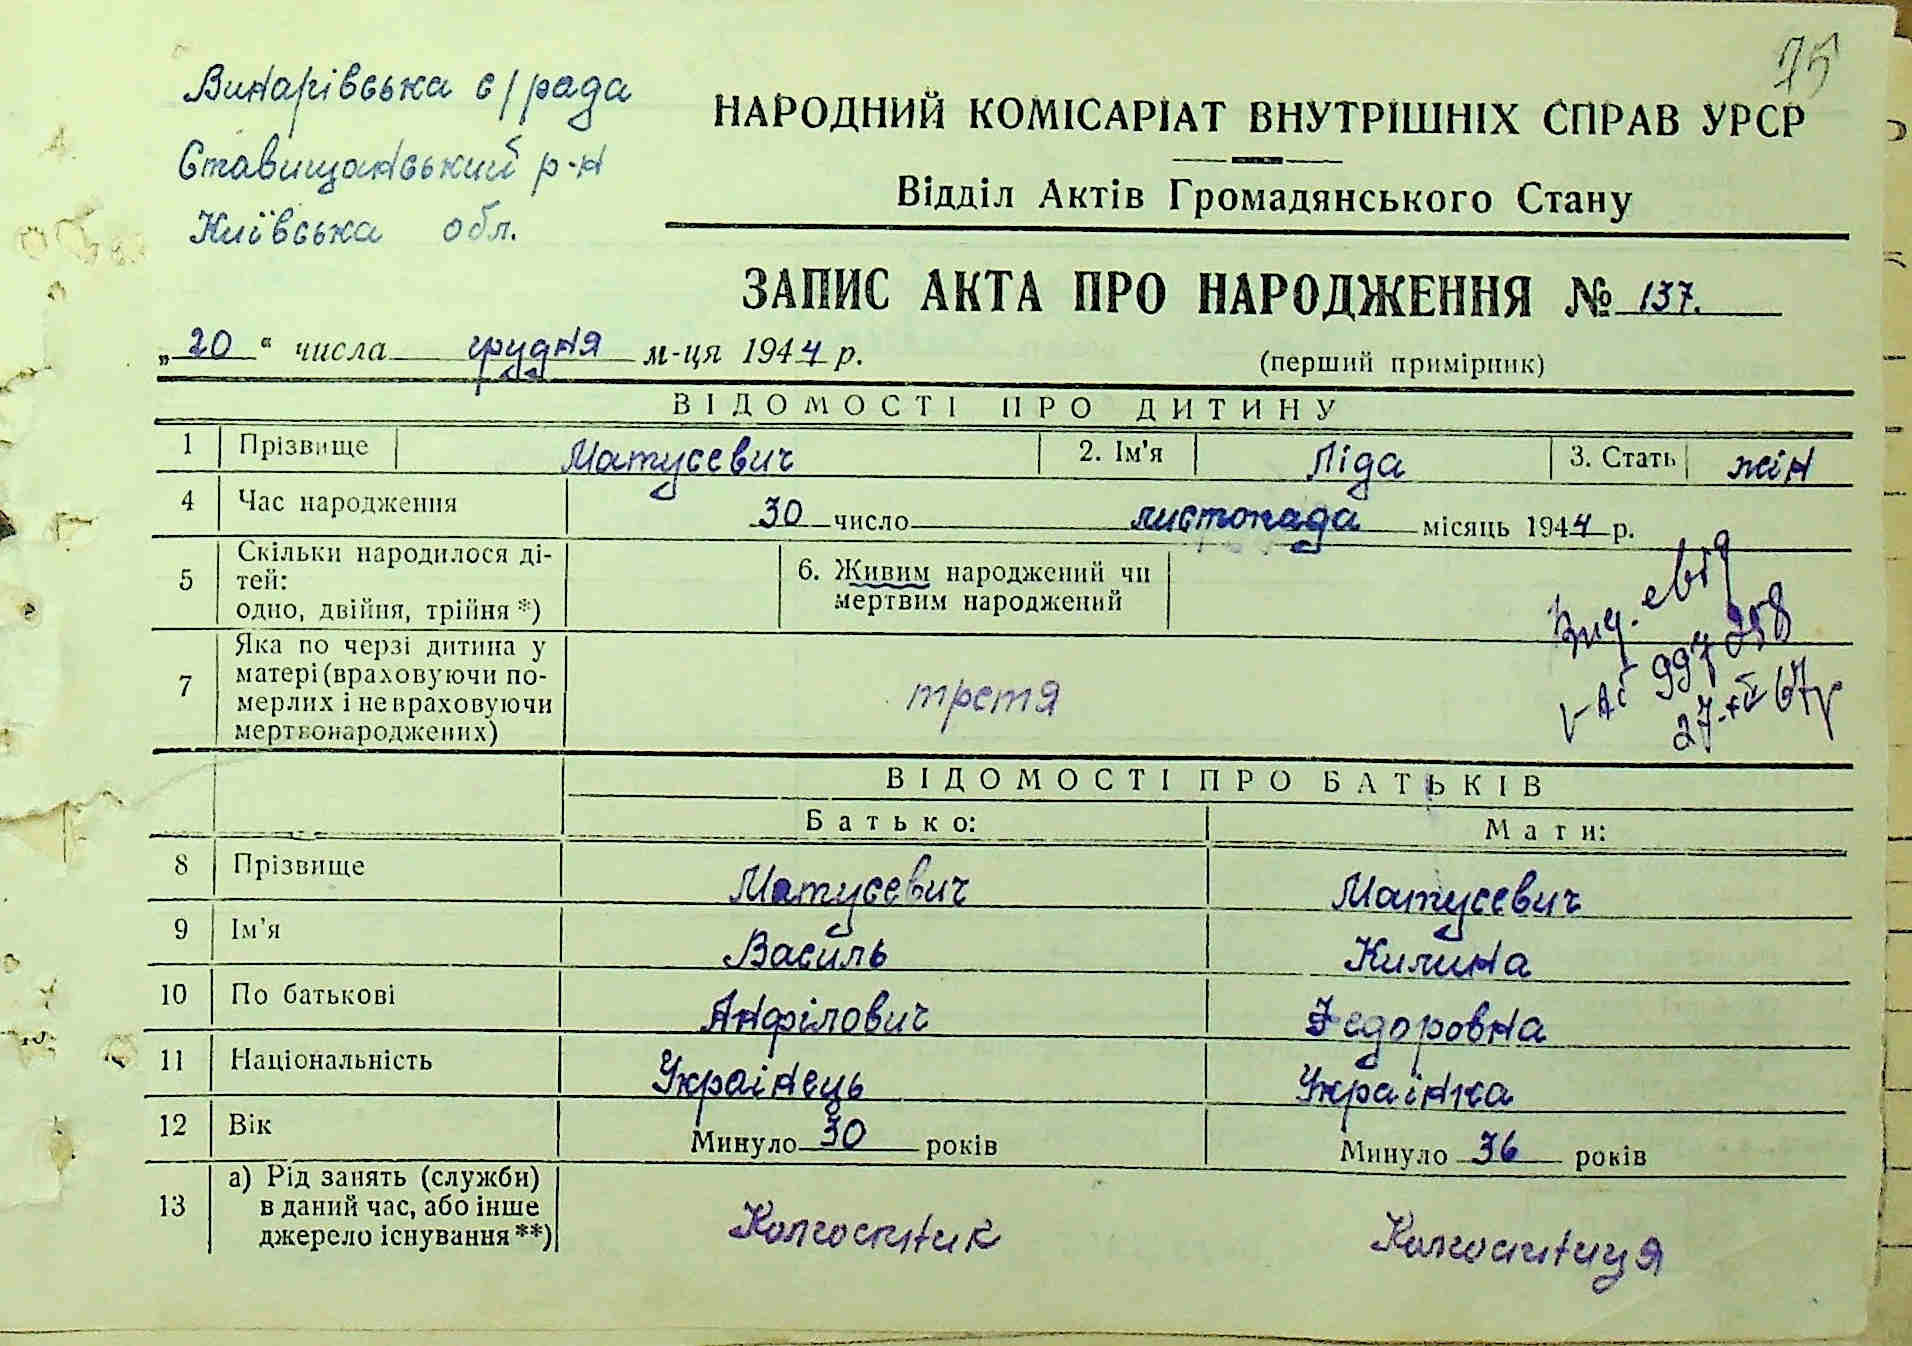 75
Винарівська с/рада
Ставищанський р-н
Київська обл.
НАРОДНИЙ КОМІСАРІАТ ВНУТРІШНІХ СПРАВ УРСР
Відділ Актів Громадянського Стану
ЗАПИС АКТА ПРО НАРОДЖЕННЯ № 137.
„20“ числа грудня м-ця 1944 р.
(перший примірник)
ВІДОМОСТІ ПРО ДИТИНУ
1 Прізвище Матусевич 2. Ім'я Ліда 3. Стать жін
4 Час народження 30 число листопада місяць 1944 р.
5 Скільки народилося ді-
тей:
одно, двійня, трійня *)
6. Живим народжений чи
мертвим народжений
7 Яка по черзі дитина у
матері (враховуючи по-
мерлих і не враховуючи
мертвонароджених)
третя
997258
ВІДОМОСТІ ПРО БАТЬКІВ
Батько: Мати:
8 Прізвище Матусевич Матусевич
9 Ім'я Василь Килина
10 По батькові Анфілович Федоровна
11 Національність Українець Українка
12 Вік Минуло 30 років Минуло 36 років
13 а) Рід занять (служби)
в даний час, або інше
джерело існування **)
Колгоспник Колгоспниця